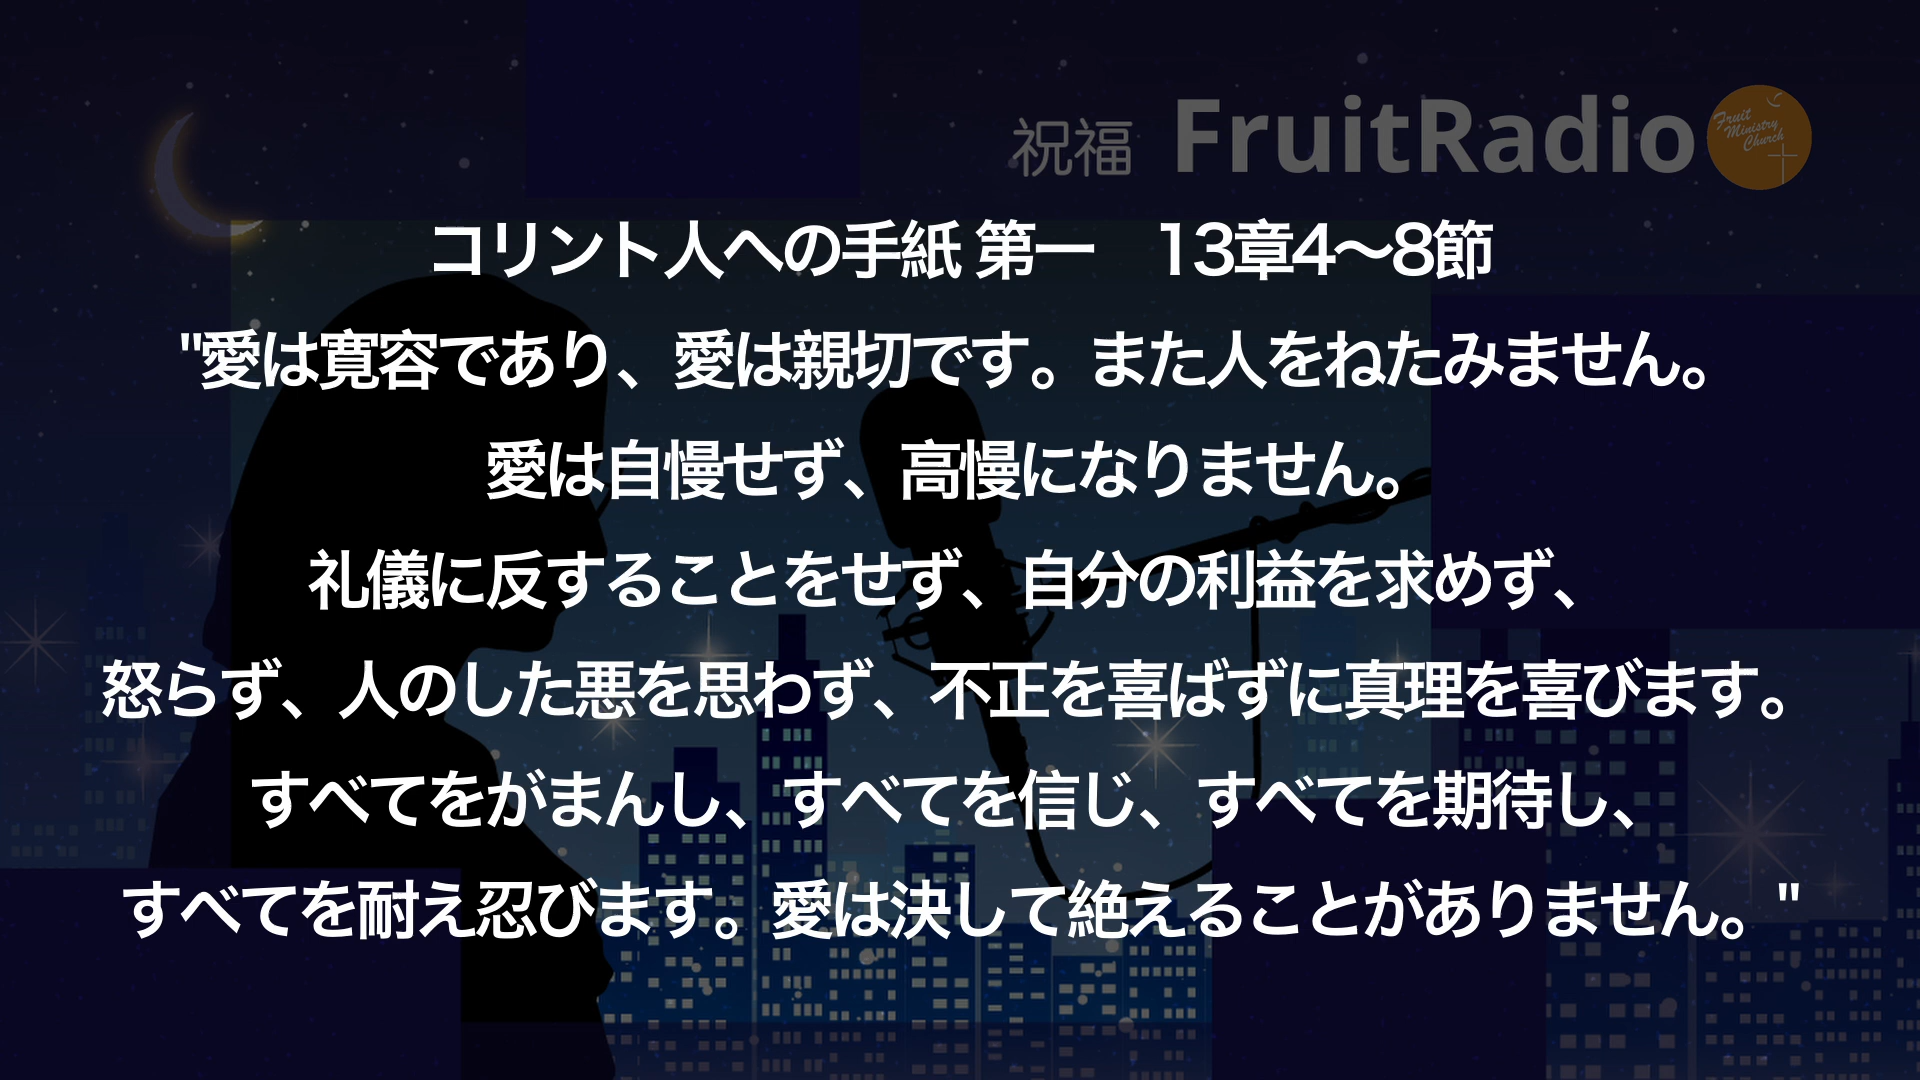 祝福 FruitRadio
Fruit
Ministry
Church
コリント人への手紙 第一　13章4〜8節
"愛は寛容であり、愛は親切です。また人をねたみません。
愛は自慢せず、高慢になりません。
礼儀に反することをせず、自分の利益を求めず、
怒らず、人のした悪を思わず、不正を喜ばずに真理を喜びます。
すべてをがまんし、すべてを信じ、すべてを期待し、
すべてを耐え忍びます。愛は決して絶えることがありません。"